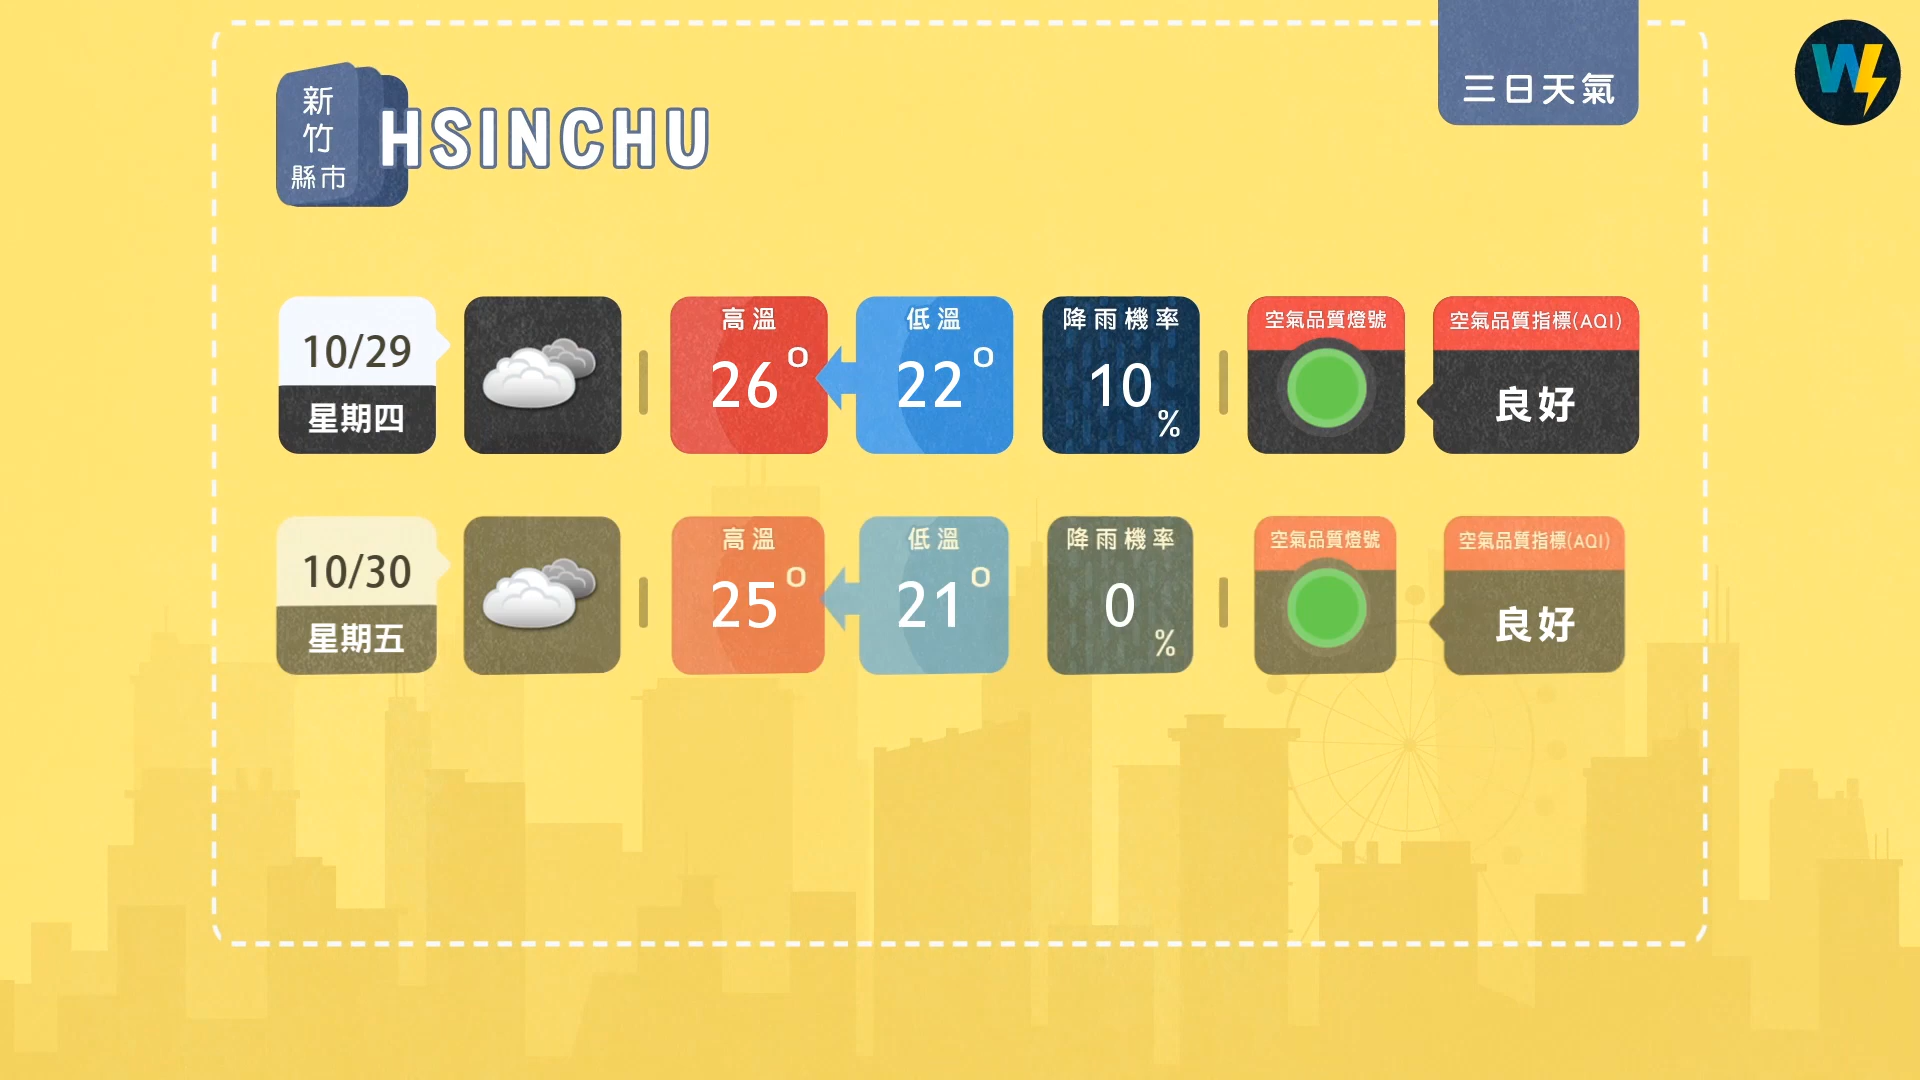 三日天氣
W
新
竹
縣市
HSINCHU
10/29
星期四
高溫
26°
低溫
22°
降雨機率
10
%
空氣品質燈號
空氣品質指標(AQI)
良好
10/30
星期五
高溫
25°
低溫
21°
降雨機率
0
%
空氣品質燈號
空氣品質指標(AQI)
良好